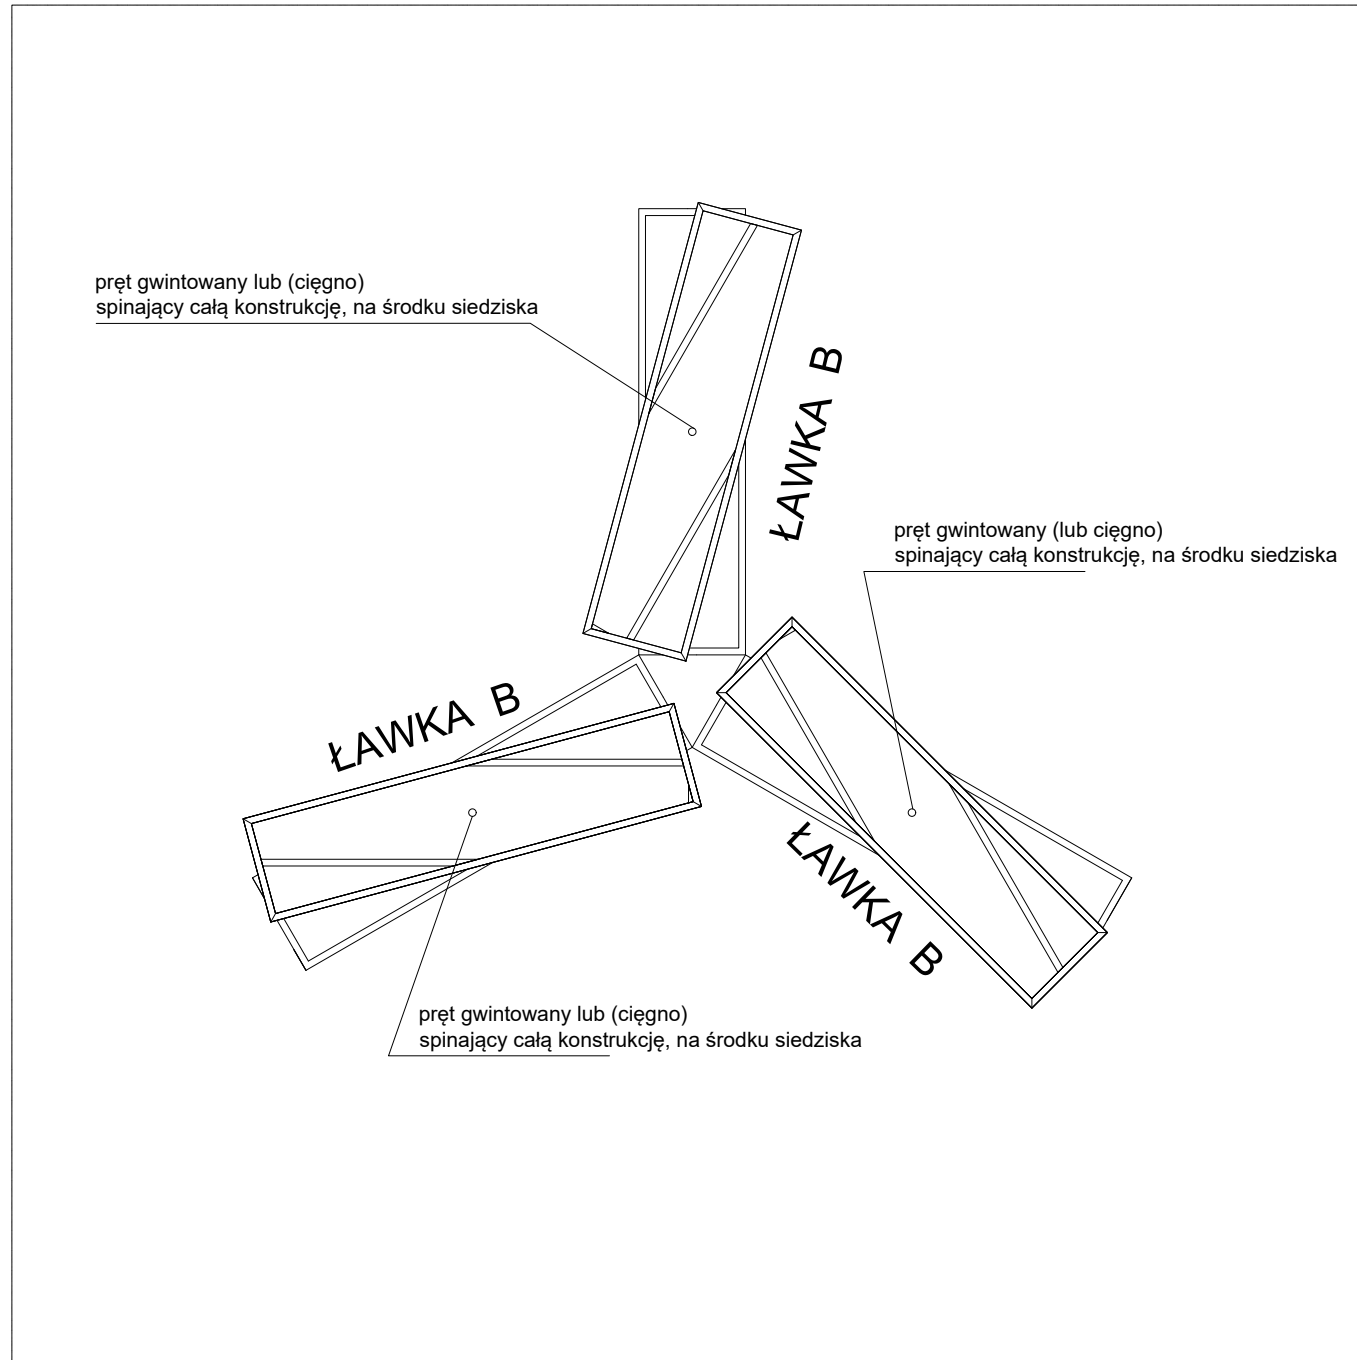 pręt gwintowany lub (cięgno)
spinający całą konstrukcję, na środku siedziska
ŁAWKA B
pręt gwintowany (lub cięgno)
spinający całą konstrukcję, na środku siedziska
ŁAWKA B
ŁAWKA B
pręt gwintowany lub (cięgno)
spinający całą konstrukcję, na środku siedziska